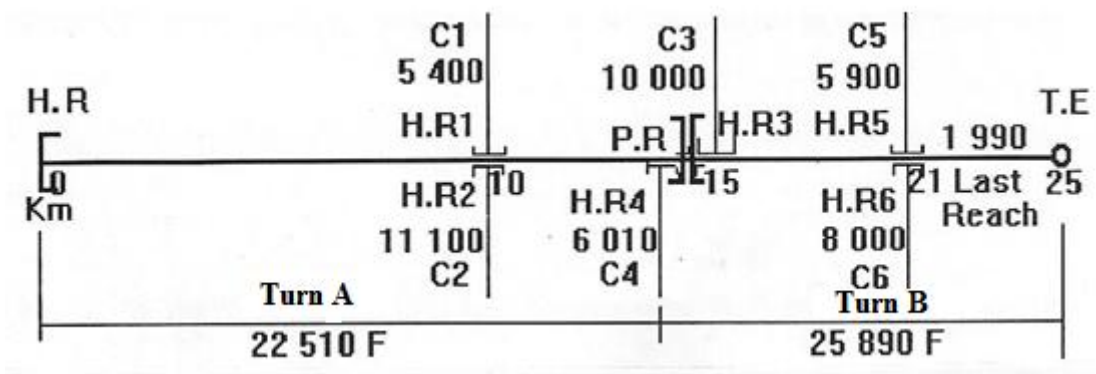 C1
5 400
C3
10 000
C5
5 900
H.R
T.E
H.R1
P.R
H.R3
H.R5
1 990
0
10
15
21
Last
Reach
25
Km
H.R2
11 100
C2
H.R4
6 010
C4
H.R6
8 000
C6
Turn A
Turn B
22 510 F
25 890 F